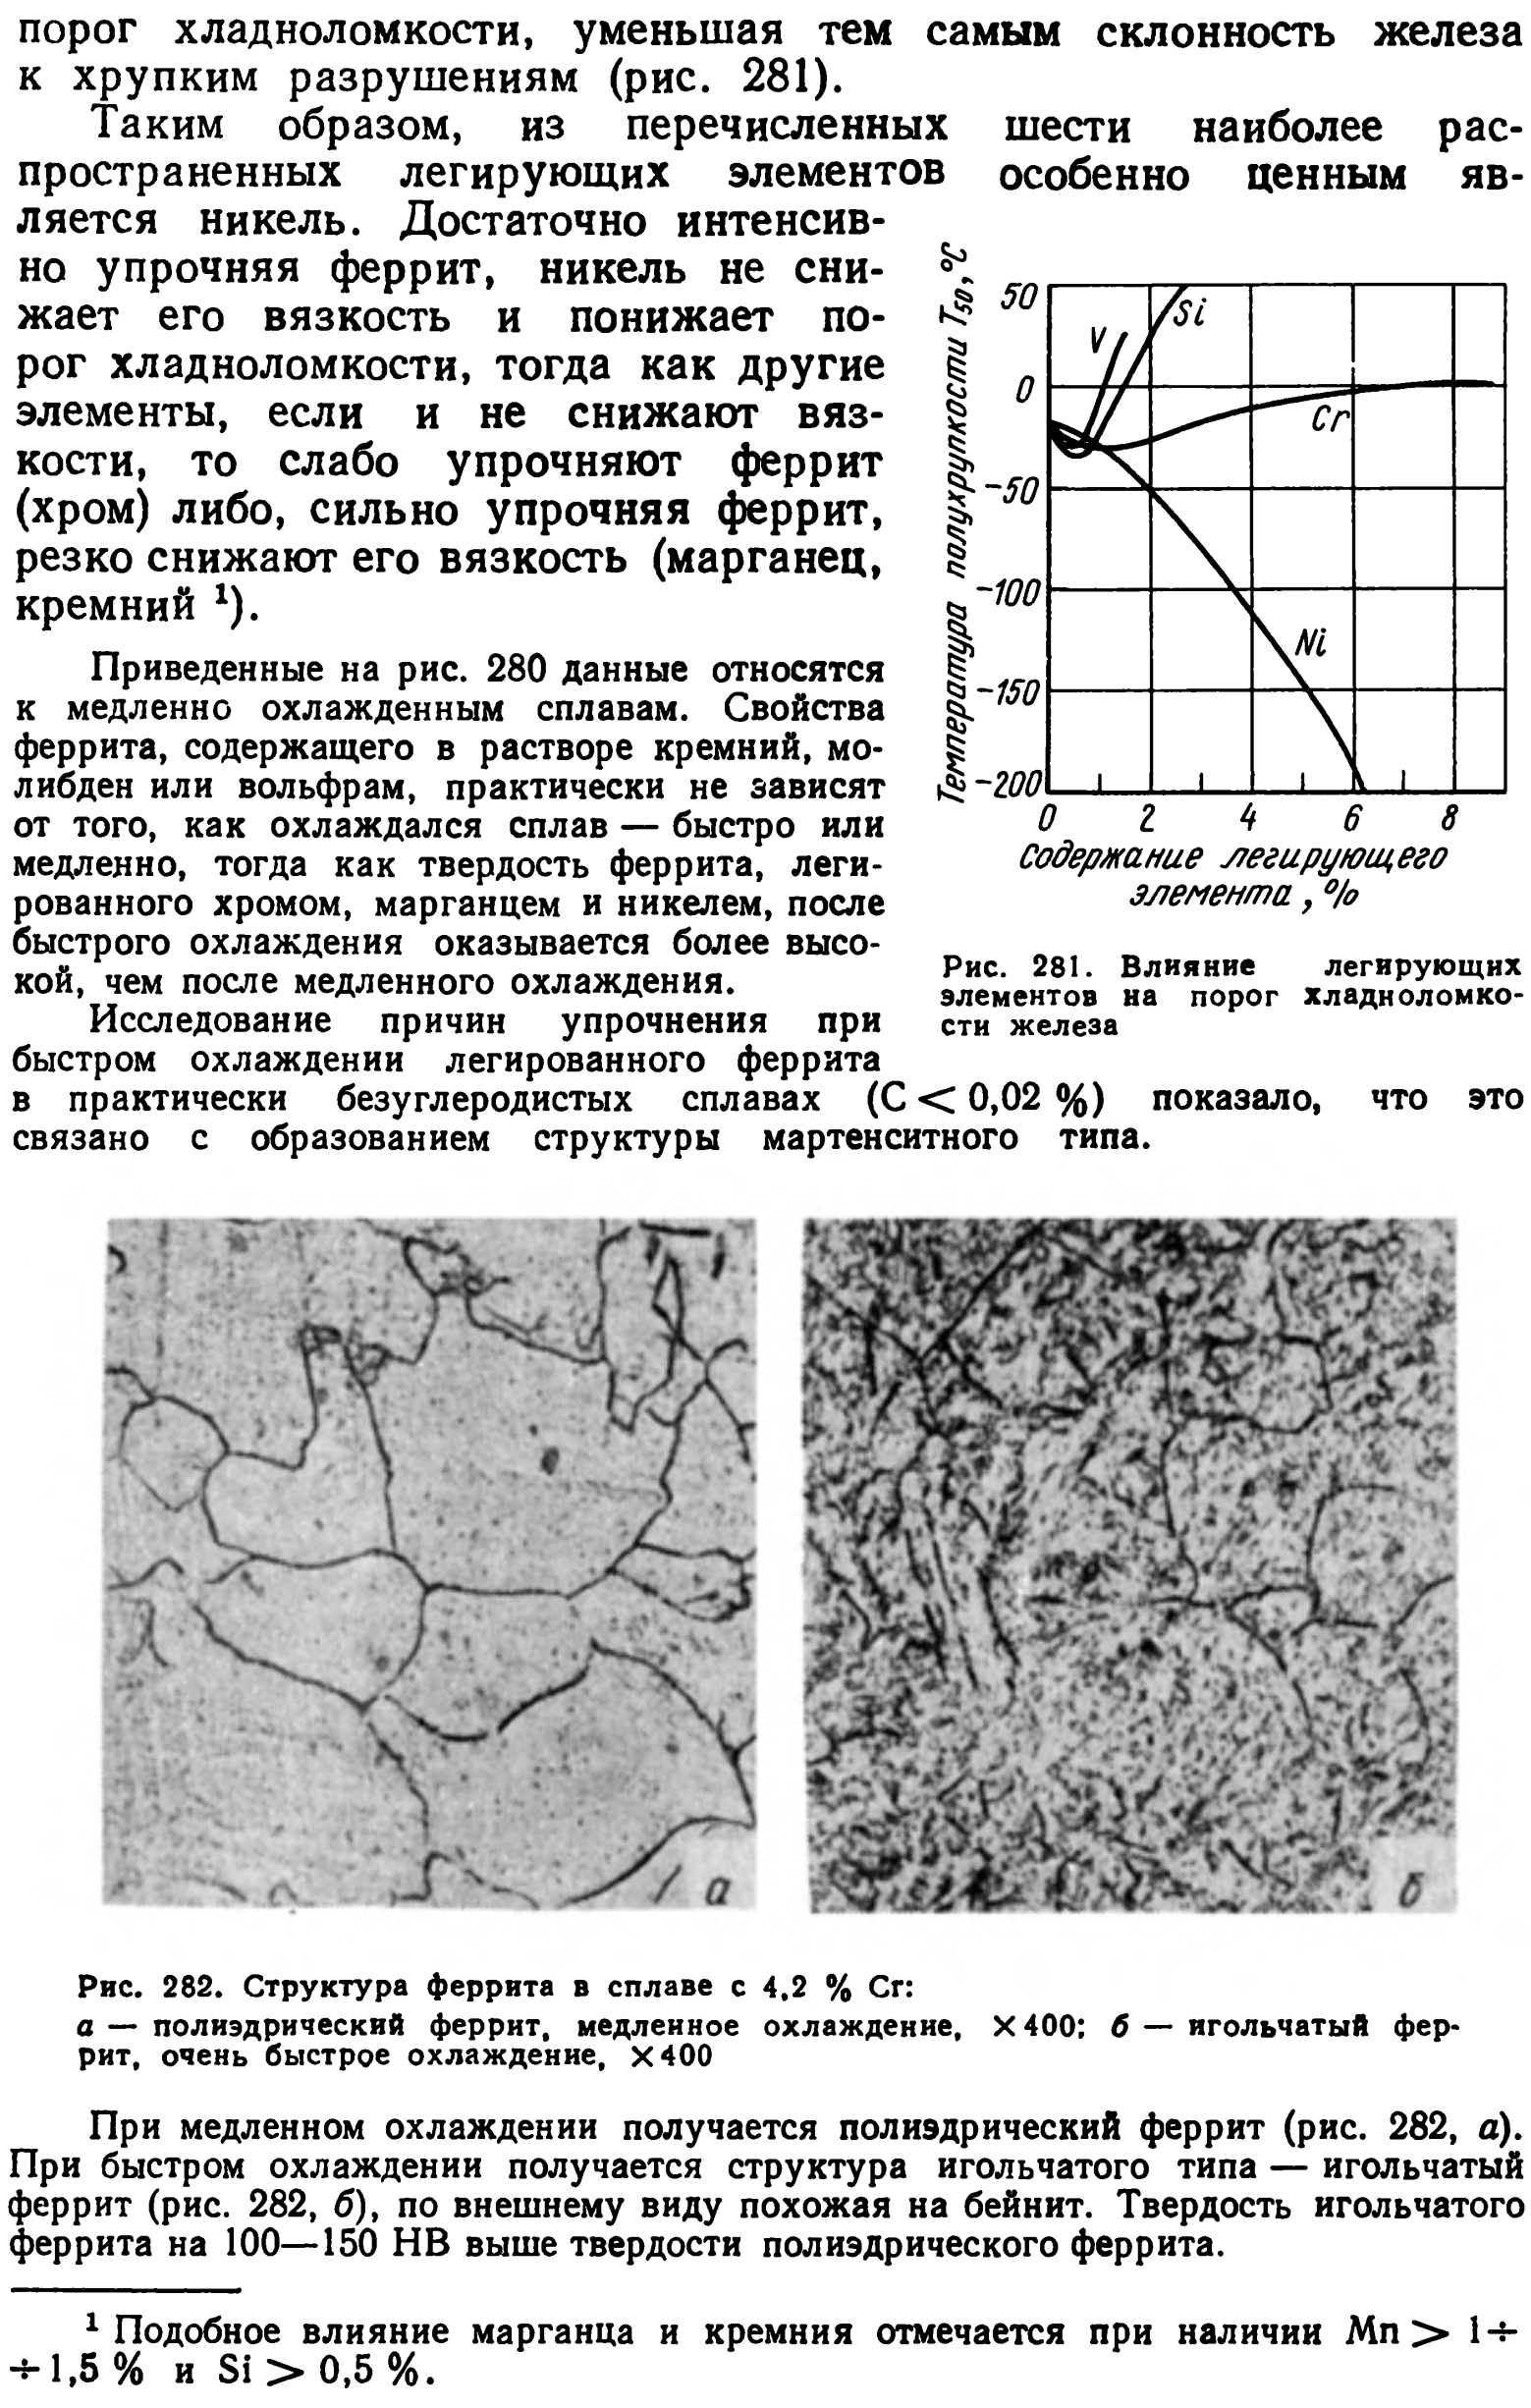 порог хладноломкости, уменьшая тем самым склонность железа
к хрупким разрушениям (рис. 281).
Таким образом, из перечисленных шести наиболее рас-
пространенных легирующих элементов особенно ценным яв-
ляется никель. Достаточно интенсив-
но упрочняя феррит, никель не сни-
жает его вязкость и понижает по-
рог хладноломкости, тогда как другие
элементы, если и не снижают вяз-
кости, то слабо упрочняют феррит
(хром) либо, сильно упрочняя феррит,
резко снижают его вязкость (марганец,
кремний ¹).
Приведенные на рис. 280 данные относятся
к медленно охлажденным сплавам. Свойства
феррита, содержащего в растворе кремний, мо-
либден или вольфрам, практически не зависят
от того, как охлаждался сплав — быстро или
медленно, тогда как твердость феррита, леги-
рованного хромом, марганцем и никелем, после
быстрого охлаждения оказывается более высо-
кой, чем после медленного охлаждения.
Исследование причин упрочнения при
быстром охлаждении легированного феррита
в практически безуглеродистых сплавах (С < 0,02 %) показало, что это
связано с образованием структуры мартенситного типа.
Температура полухрупкости T₅₀, °C
50
0
-50
-100
-150
-200
V
Si
Cr
Ni
0 2 4 6 8
Содержание легирующего
элемента, %
Рис. 281. Влияние легирующих
элементов на порог хладноломко-
сти железа
а
б
Рис. 282. Структура феррита в сплаве с 4,2 % Cr:
а — полиэдрический феррит, медленное охлаждение, ×400; б — игольчатый фер-
рит, очень быстрое охлаждение, ×400
При медленном охлаждении получается полиэдрический феррит (рис. 282, а).
При быстром охлаждении получается структура игольчатого типа — игольчатый
феррит (рис. 282, б), по внешнему виду похожая на бейнит. Твердость игольчатого
феррита на 100—150 НВ выше твердости полиэдрического феррита.
¹ Подобное влияние марганца и кремния отмечается при наличии Mn > 1÷
÷1,5 % и Si > 0,5 %.